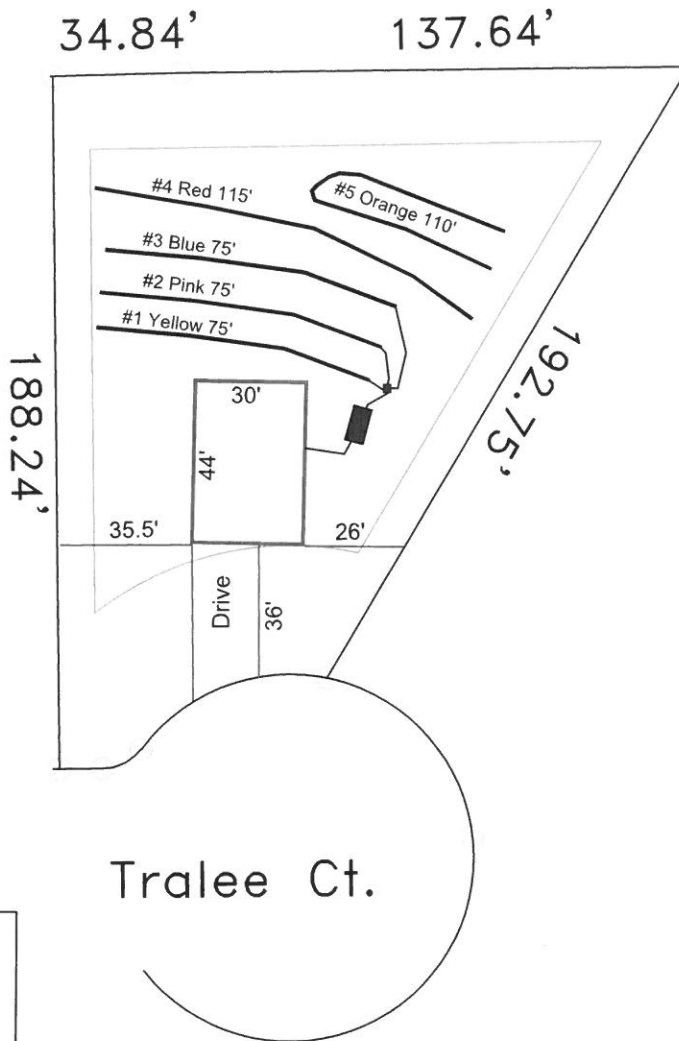 34.84' 137.64'
#4 Red 115'
#5 Orange 110'
#3 Blue 75'
#2 Pink 75'
#1 Yellow 75'
188.24'
192.75'
30'
44'
35.5'
26'
Drive
36'
Tralee Ct.